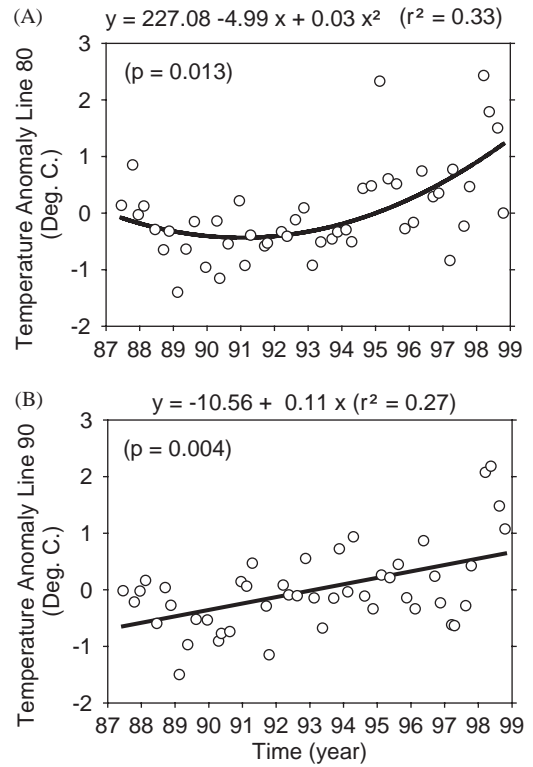 (A)
y = 227.08 -4.99 x + 0.03 x² (r² = 0.33)
(p = 0.013)
Temperature Anomaly Line 80
(Deg. C.)
3
2
1
0
-1
-2
87 88 89 90 91 92 93 94 95 96 97 98 99
(B)
y = -10.56 + 0.11 x (r² = 0.27)
(p = 0.004)
Temperature Anomaly Line 90
(Deg. C.)
3
2
1
0
-1
-2
87 88 89 90 91 92 93 94 95 96 97 98 99
Time (year)